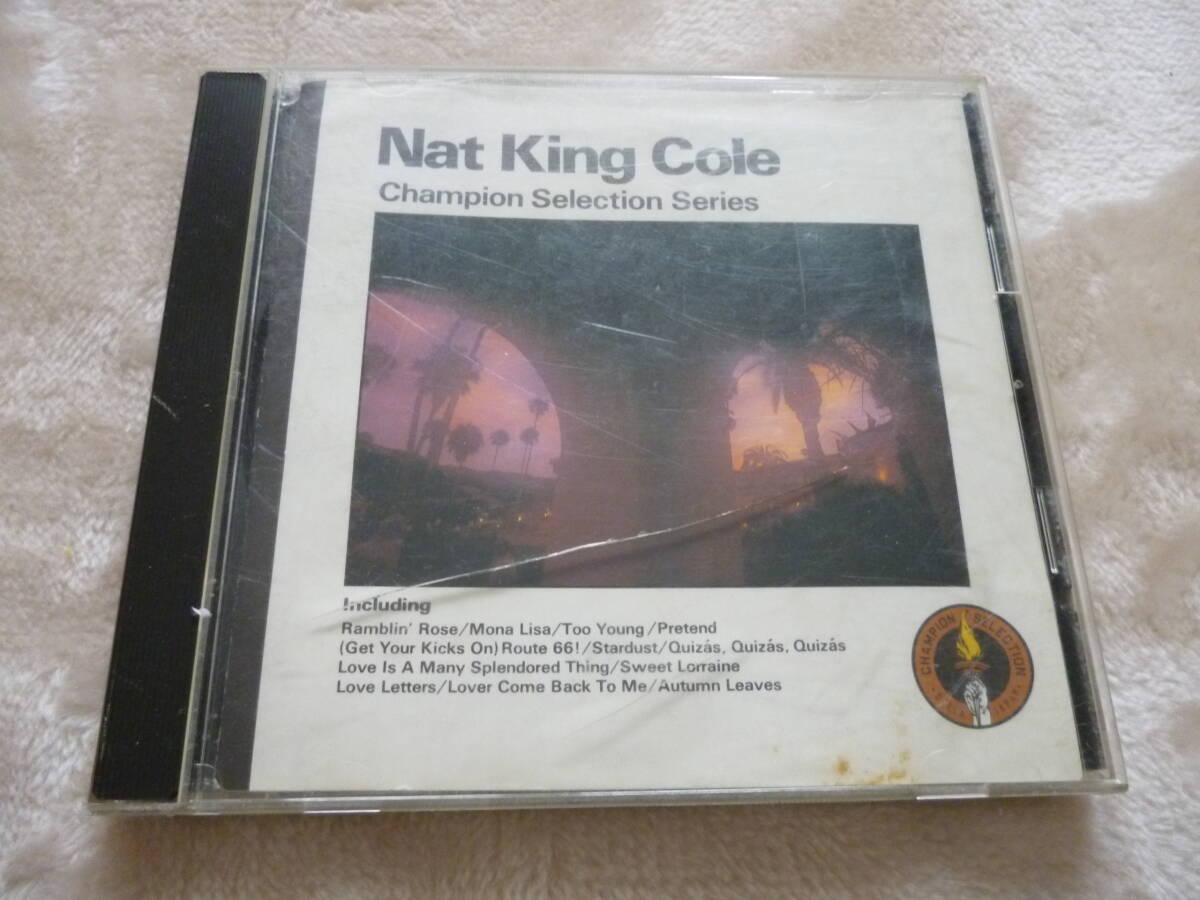 Nat King Cole
Champion Selection Series
Including
Ramblin' Rose/Mona Lisa/Too Young/Pretend
(Get Your Kicks On) Route 66!/Stardust/Quizás, Quizás, Quizás
Love Is A Many Splendored Thing/Sweet Lorraine
Love Letters/Lover Come Back To Me/Autumn Leaves
CHAMPION SELECTION